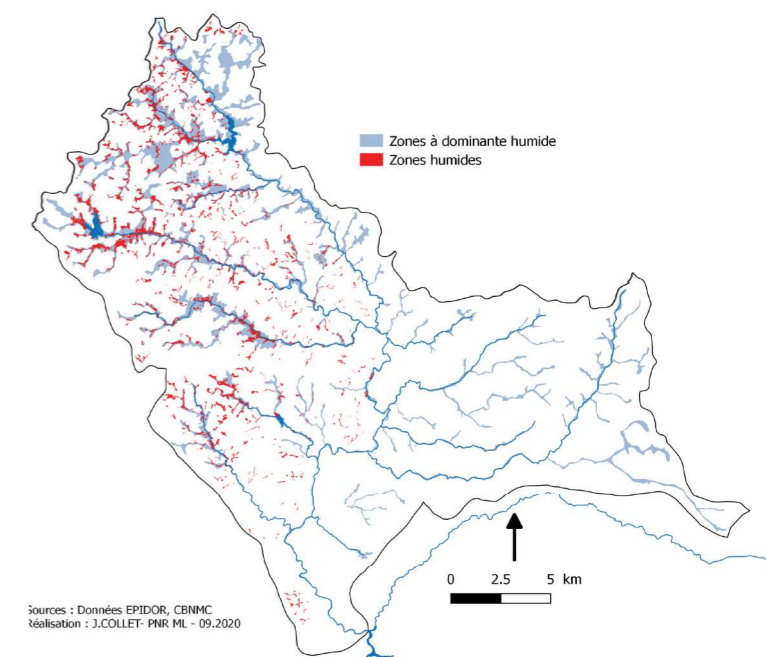 Zones à dominante humide
Zones humides
0 2.5 5 km
Sources : Données EPIDOR, CBNMC
Réalisation : J.COLLET- PNR ML - 09.2020